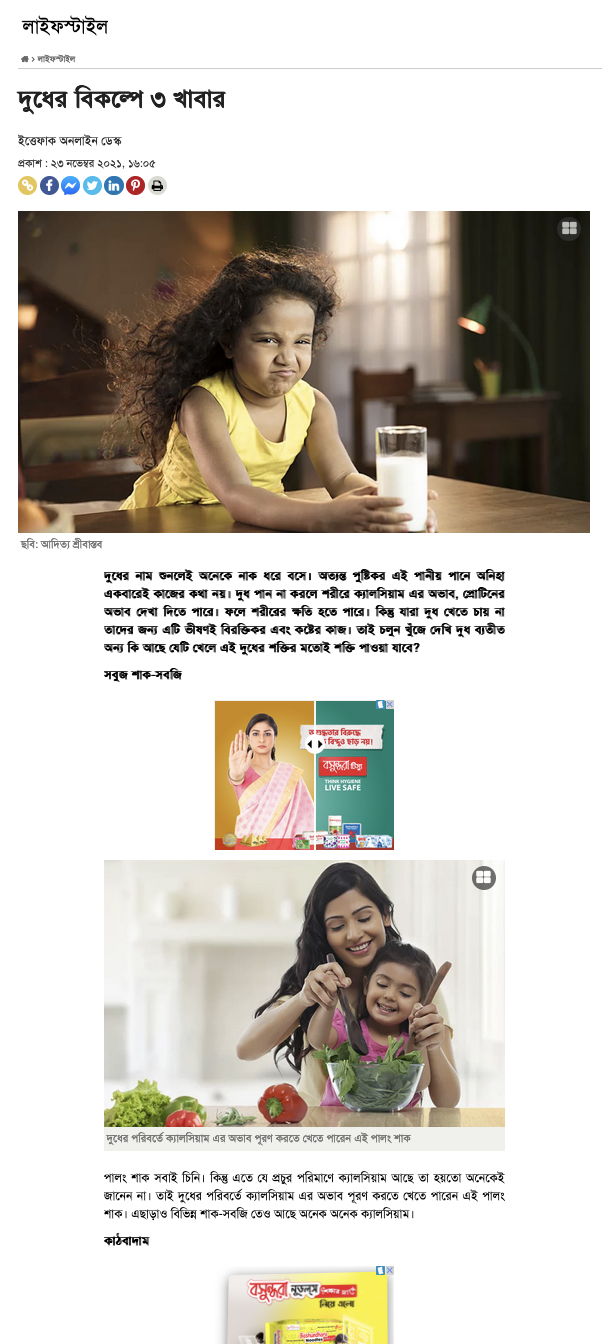 লাইফস্টাইল
› লাইফস্টাইল
দুধের বিকল্পে ৩ খাবার
ইত্তেফাক অনলাইন ডেস্ক
প্রকাশ : ২৩ নভেম্বর ২০২১, ১৬:০৫
ছবি: আদিত্য শ্রীবাস্তব
দুধের নাম শুনলেই অনেকে নাক ধরে বসে। অত্যন্ত পুষ্টিকর এই পানীয় পানে অনিহা
একবারেই কাজের কথা নয়। দুধ পান না করলে শরীরে ক্যালসিয়াম এর অভাব, প্রোটিনের
অভাব দেখা দিতে পারে। ফলে শরীরের ক্ষতি হতে পারে। কিন্তু যারা দুধ খেতে চায় না
তাদের জন্য এটি ভীষণই বিরক্তিকর এবং কষ্টের কাজ। তাই চলুন খুঁজে দেখি দুধ ব্যতীত
অন্য কি আছে যেটি খেলে এই দুধের শক্তির মতোই শক্তি পাওয়া যাবে?
সবুজ শাক-সবজি
বিরুদ্ধে
বিন্দুও ছাড় নয়!
বসুন্ধরা টিস্যু
THINK HYGIENE
LIVE SAFE
দুধের পরিবর্তে ক্যালসিয়াম এর অভাব পূরণ করতে খেতে পারেন এই পালং শাক
পালং শাক সবাই চিনি। কিন্তু এতে যে প্রচুর পরিমাণে ক্যালসিয়াম আছে তা হয়তো অনেকেই
জানেন না। তাই দুধের পরিবর্তে ক্যালসিয়াম এর অভাব পূরণ করতে খেতে পারেন এই পালং
শাক। এছাড়াও বিভিন্ন শাক-সবজি তেও আছে অনেক অনেক ক্যালসিয়াম।
কাঠবাদাম
বসুন্ধরা নুডলস
নিয়ে এলো
Bashundhara
Noodles